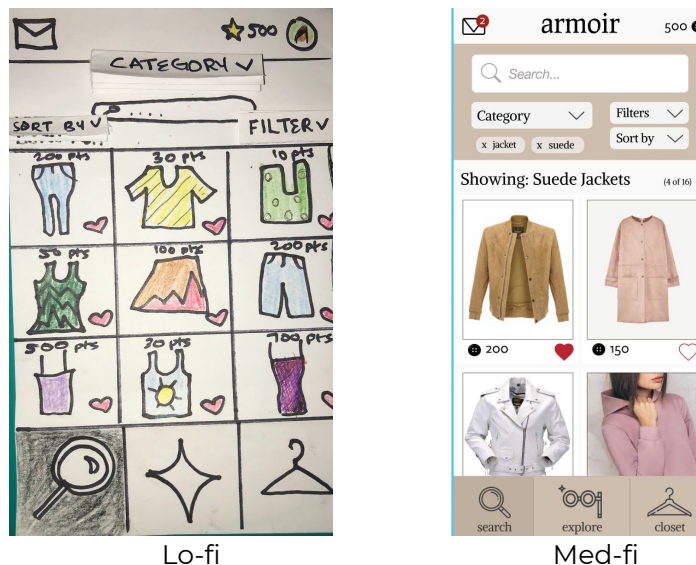 500
CATEGORY
SORT BY
FILTER
200 pts
30 pts
10 pts
50 pts
100 pts
200 pts
500 pts
20 pts
700 pts
Lo-fi
2
armoir
500
Search...
Category
Filters
x jacket
x suede
Sort by
Showing: Suede Jackets
(4 of 16)
200
150
search
explore
closet
Med-fi